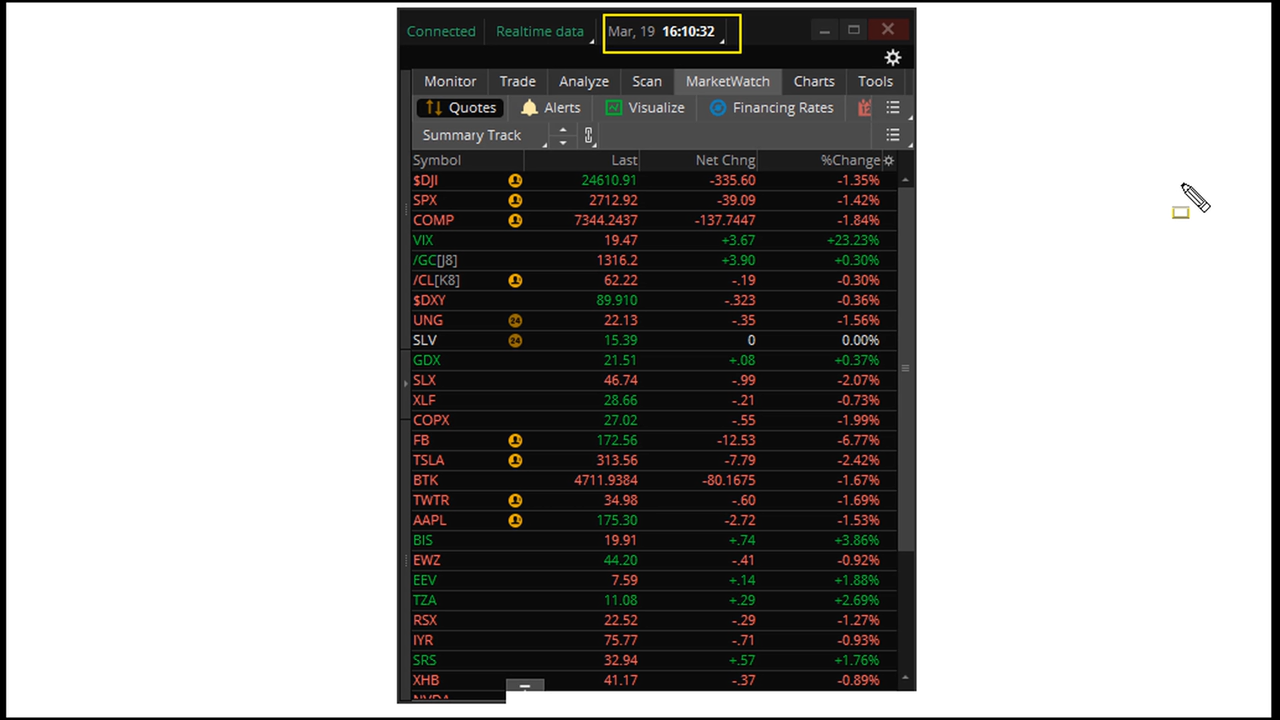 Connected Realtime data Mar, 19 16:10:32
Monitor Trade Analyze Scan MarketWatch Charts Tools
Quotes Alerts Visualize Financing Rates
Summary Track
Symbol Last Net Chng %Change
$DJI 24610.91 -335.60 -1.35%
SPX 2712.92 -39.09 -1.42%
COMP 7344.2437 -137.7447 -1.84%
VIX 19.47 +3.67 +23.23%
/GC[J8] 1316.2 +3.90 +0.30%
/CL[K8] 62.22 -.19 -0.30%
$DXY 89.910 -.323 -0.36%
UNG 24 22.13 -.35 -1.56%
SLV 24 15.39 0 0.00%
GDX 21.51 +.08 +0.37%
SLX 46.74 -.99 -2.07%
XLF 28.66 -.21 -0.73%
COPX 27.02 -.55 -1.99%
FB 172.56 -12.53 -6.77%
TSLA 313.56 -7.79 -2.42%
BTK 4711.9384 -80.1675 -1.67%
TWTR 34.98 -.60 -1.69%
AAPL 175.30 -2.72 -1.53%
BIS 19.91 +.74 +3.86%
EWZ 44.20 -.41 -0.92%
EEV 7.59 +.14 +1.88%
TZA 11.08 +.29 +2.69%
RSX 22.52 -.29 -1.27%
IYR 75.77 -.71 -0.93%
SRS 32.94 +.57 +1.76%
XHB 41.17 -.37 -0.89%